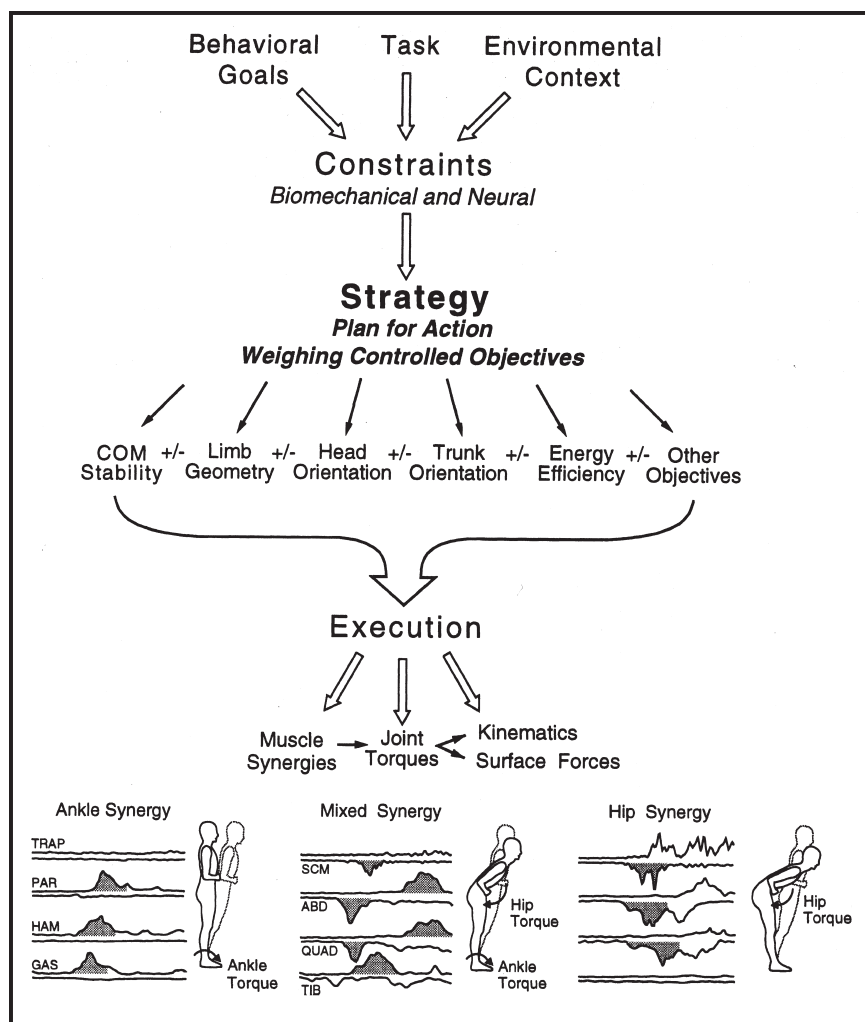 Behavioral Goals
Task
Environmental Context
Constraints
Biomechanical and Neural
Strategy
Plan for Action
Weighing Controlled Objectives
COM Stability
+/-
Limb Geometry
+/-
Head Orientation
+/-
Trunk Orientation
+/-
Energy Efficiency
+/-
Other Objectives
Execution
Muscle Synergies
Joint Torques
Kinematics
Surface Forces
Ankle Synergy
TRAP
PAR
HAM
GAS
Ankle Torque
Mixed Synergy
SCM
ABD
QUAD
TIB
Hip Torque
Ankle Torque
Hip Synergy
Hip Torque